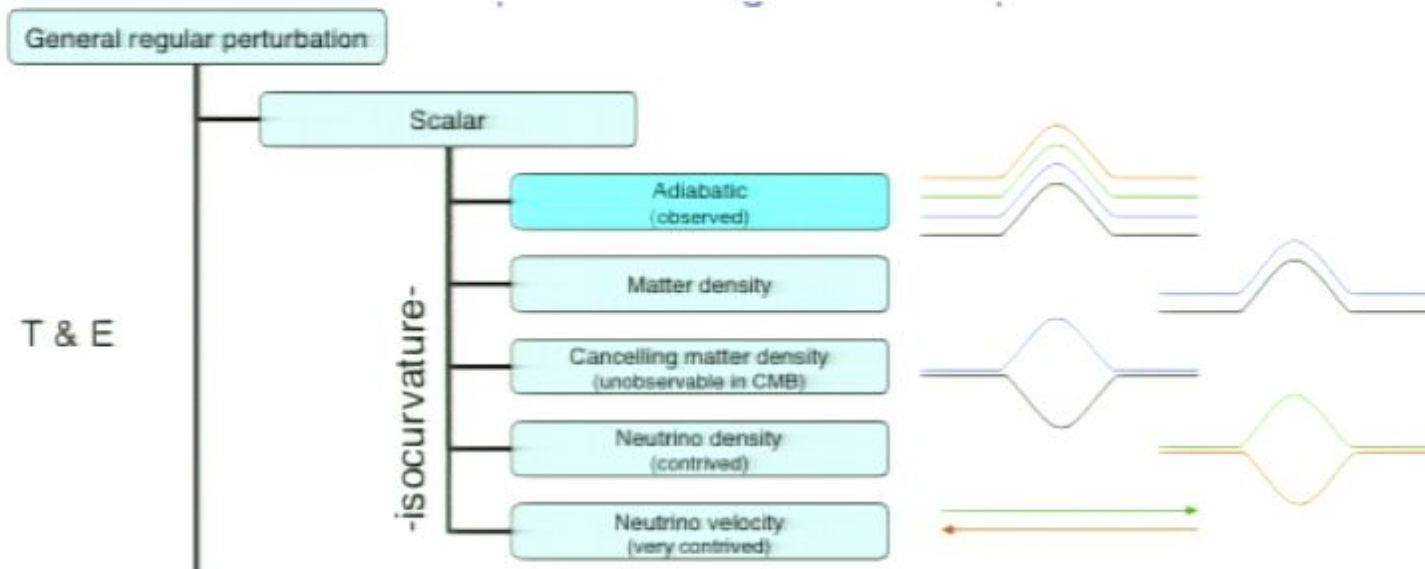 General regular perturbation
Scalar
Adiabatic
(observed)
Matter density
T & E
-isocurvature-
Cancelling matter density
(unobservable in CMB)
Neutrino density
(contrived)
Neutrino velocity
(very contrived)